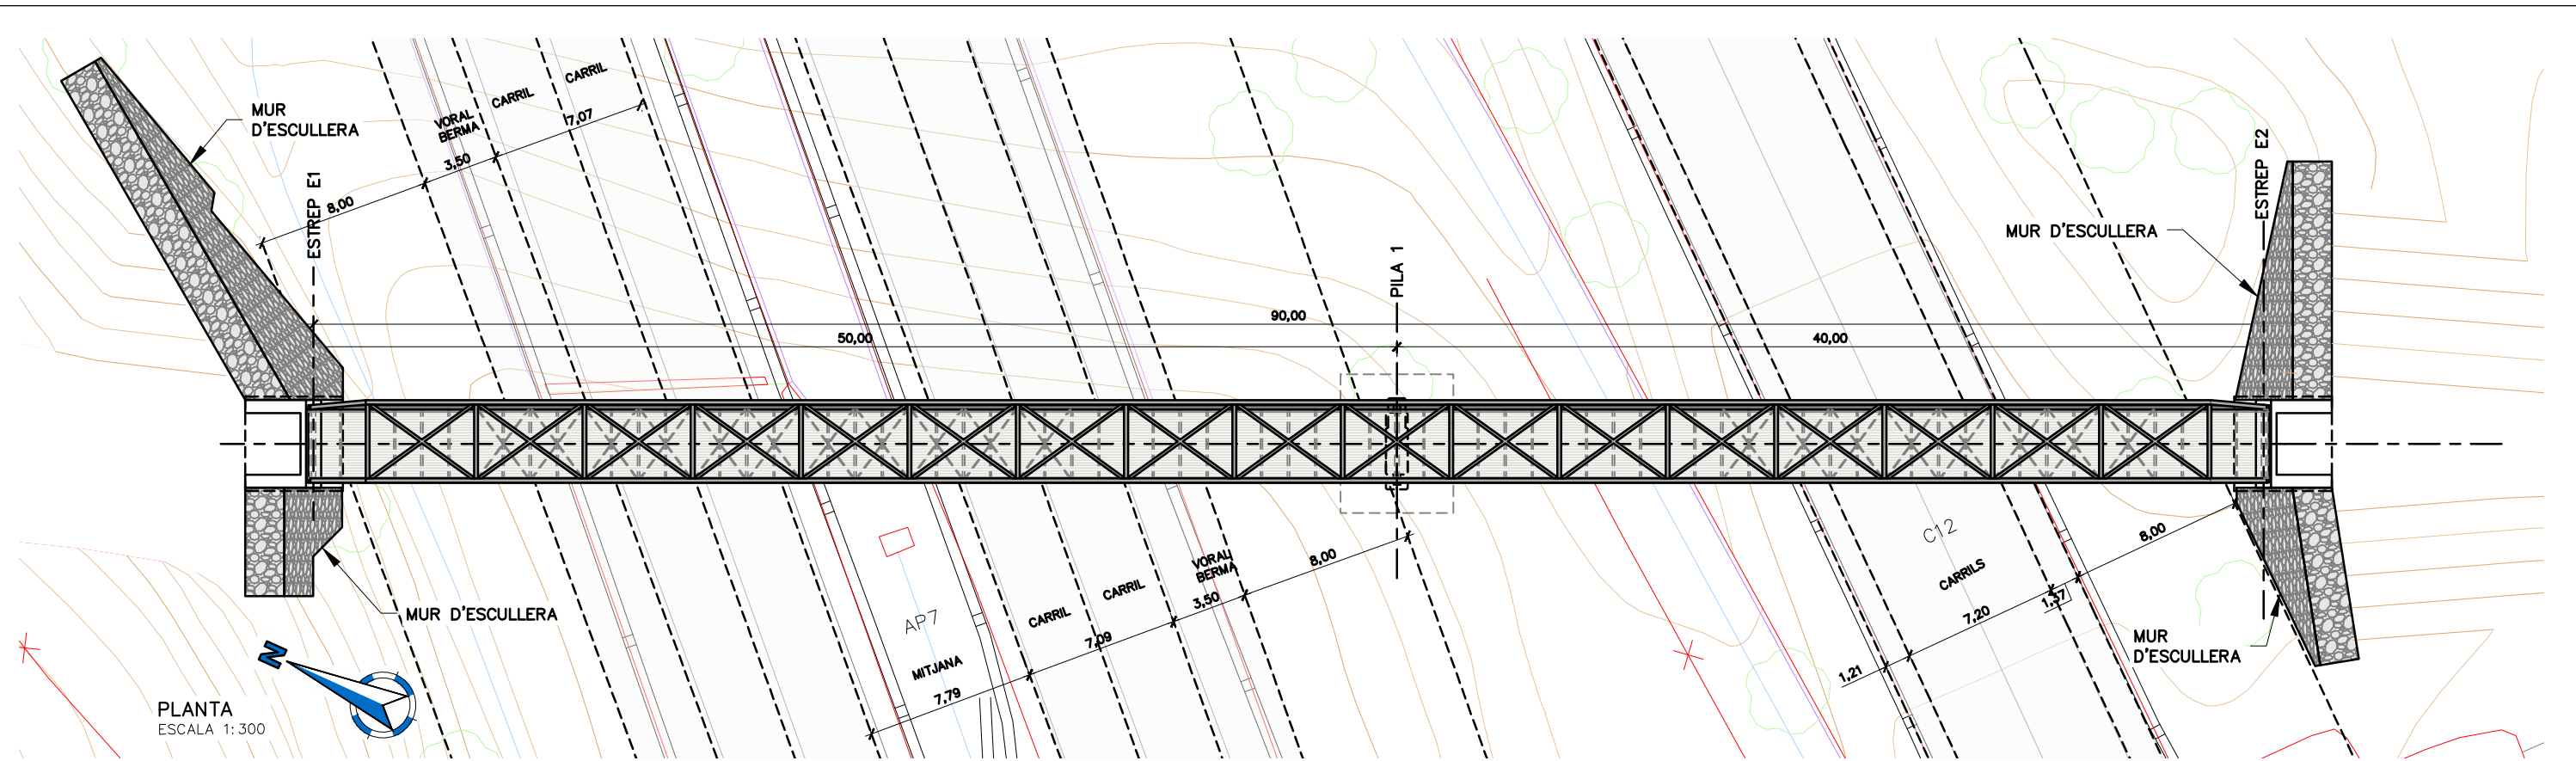 MUR
D'ESCULLERA
ESTREP E1
8,00
3,50
VORAL
BERMA
CARRIL
CARRIL
7,07
PILA 1
90,00
50,00
40,00
ESTREP E2
MUR D'ESCULLERA
MUR D'ESCULLERA
N
PLANTA
ESCALA 1:300
AP7
MITJANA
7,79
CARRIL
7,09
CARRIL
VORAL
BERMA
3,50
8,00
C12
CARRILS
1,21
7,20
1,37
8,00
MUR
D'ESCULLERA